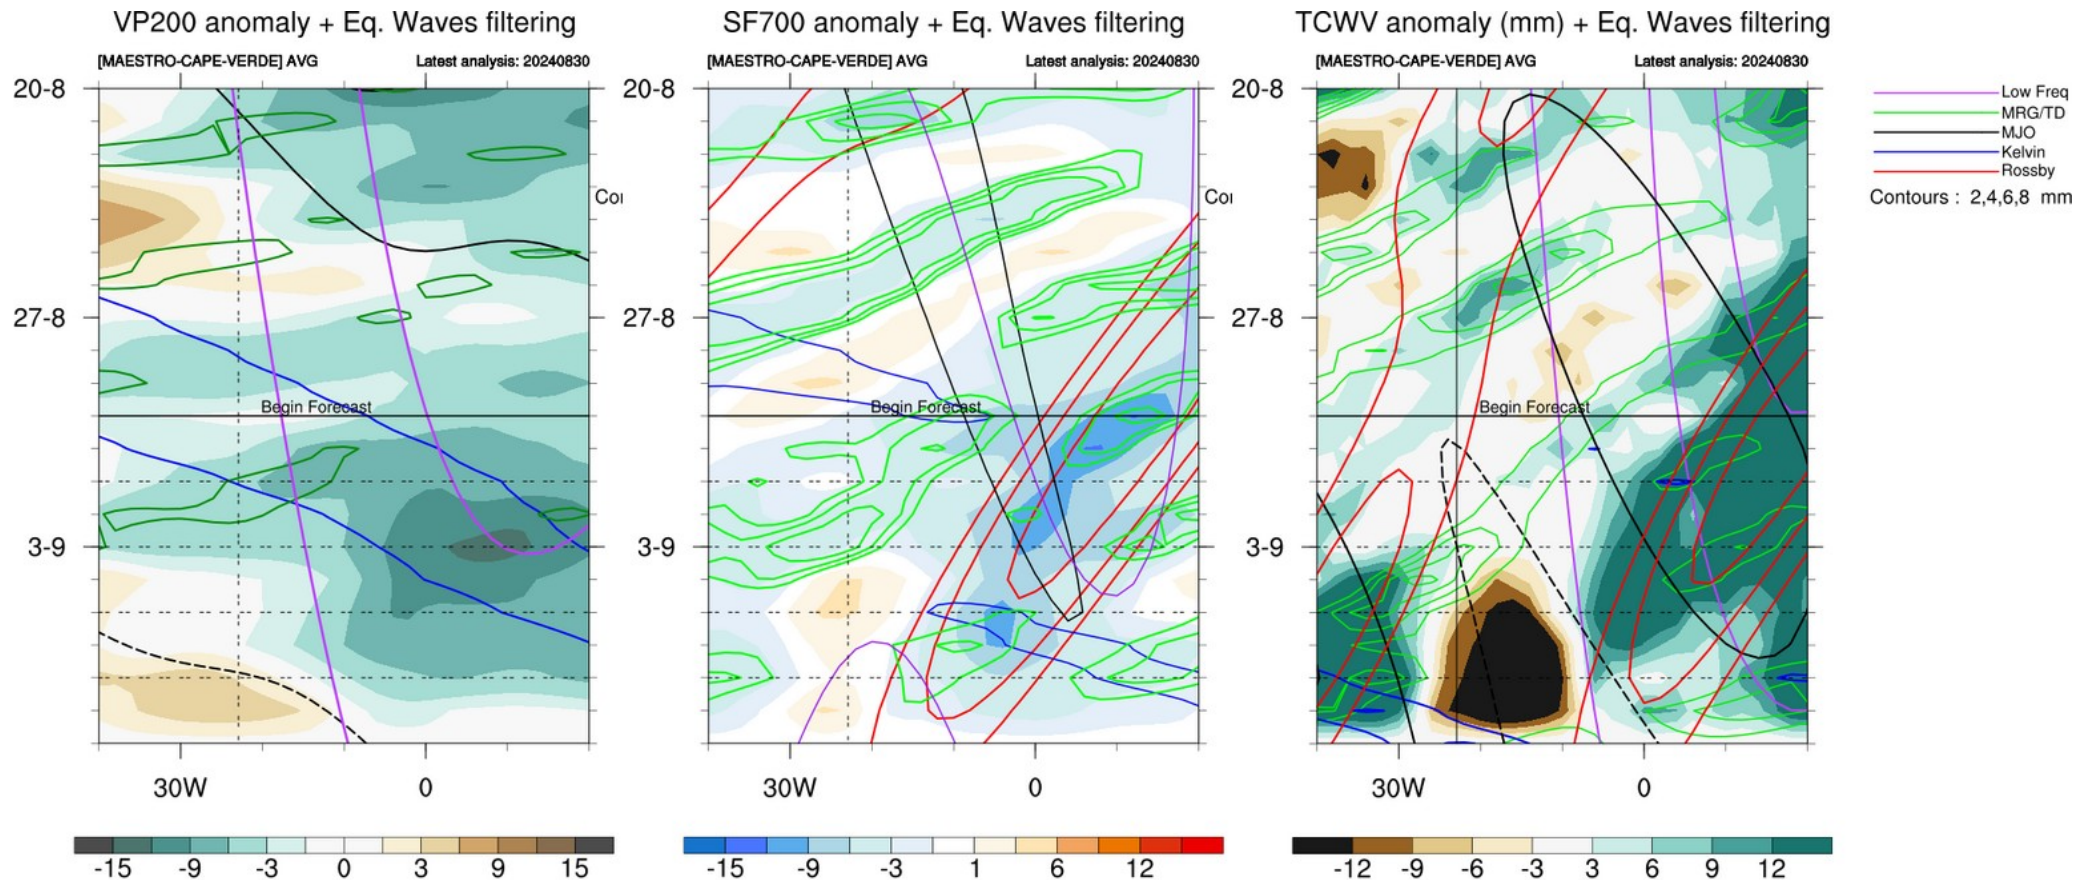 VP200 anomaly + Eq. Waves filtering
[MAESTRO-CAPE-VERDE] AVG
Latest analysis: 20240830
20-8
27-8
3-9
Begin Forecast
Cor
30W
0
-15 -9 -3 0 3 9 15
SF700 anomaly + Eq. Waves filtering
[MAESTRO-CAPE-VERDE] AVG
Latest analysis: 20240830
20-8
27-8
3-9
Begin Forecast
Cor
30W
0
-15 -9 -3 1 6 12
TCWV anomaly (mm) + Eq. Waves filtering
[MAESTRO-CAPE-VERDE] AVG
Latest analysis: 20240830
20-8
27-8
3-9
Begin Forecast
30W
0
-12 -9 -6 -3 3 6 9 12
Low Freq
MRG/TD
MJO
Kelvin
Rossby
Contours : 2,4,6,8 mm